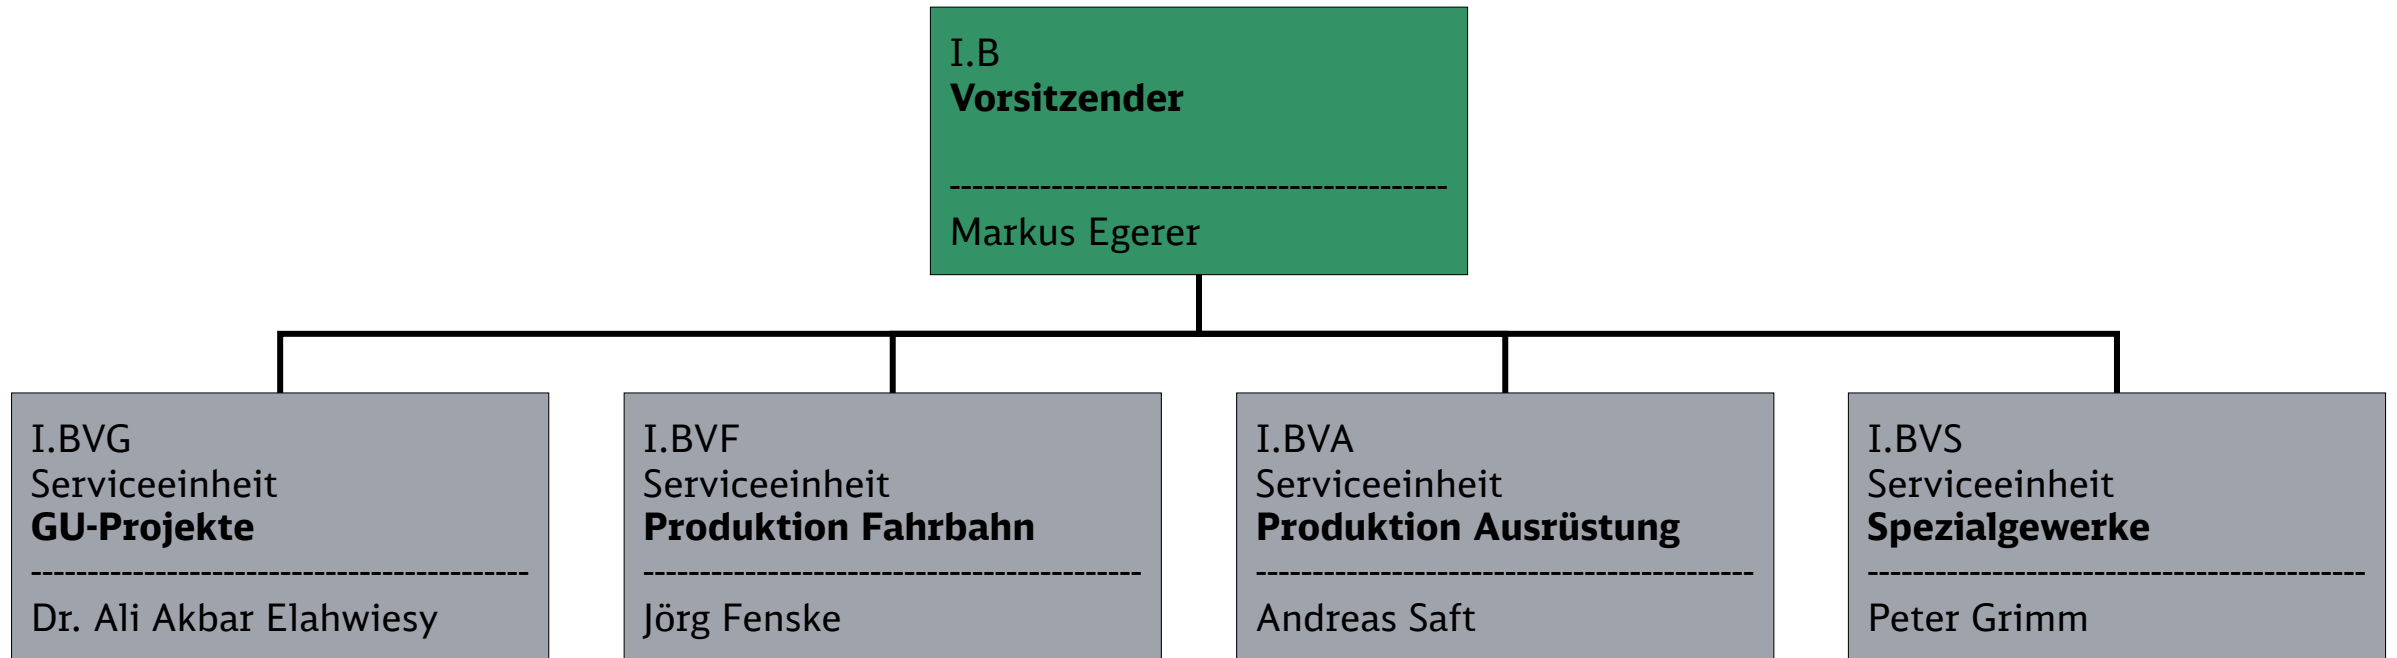 I.B
Vorsitzender
--------------------------------------------
Markus Egerer
I.BVG
Serviceeinheit
GU-Projekte
--------------------------------------------
Dr. Ali Akbar Elahwiesy
I.BVF
Serviceeinheit
Produktion Fahrbahn
--------------------------------------------
Jörg Fenske
I.BVA
Serviceeinheit
Produktion Ausrüstung
--------------------------------------------
Andreas Saft
I.BVS
Serviceeinheit
Spezialgewerke
--------------------------------------------
Peter Grimm